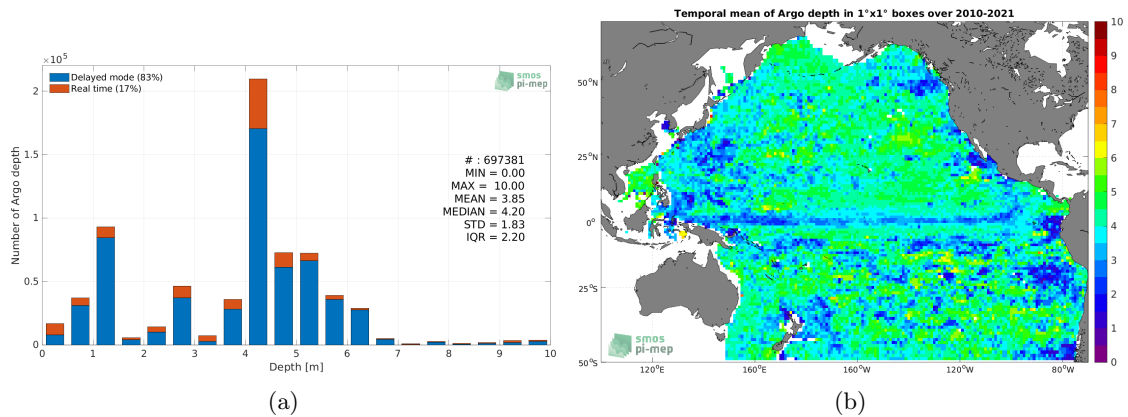 ×10⁵
2
1.5
1
0.5
0
Number of Argo depth
Delayed mode (83%)
Real time (17%)
smos
pi-mep
# : 697381
MIN = 0.00
MAX = 10.00
MEAN = 3.85
MEDIAN = 4.20
STD = 1.83
IQR = 2.20
0 1 2 3 4 5 6 7 8 9 10
Depth [m]
(a)
Temporal mean of Argo depth in 1°x1° boxes over 2010-2021
50°N
25°N
0°
25°S
50°S
smos
pi-mep
120°E 160°E 160°W 120°W 80°W
10
9
8
7
6
5
4
3
2
1
0
(b)